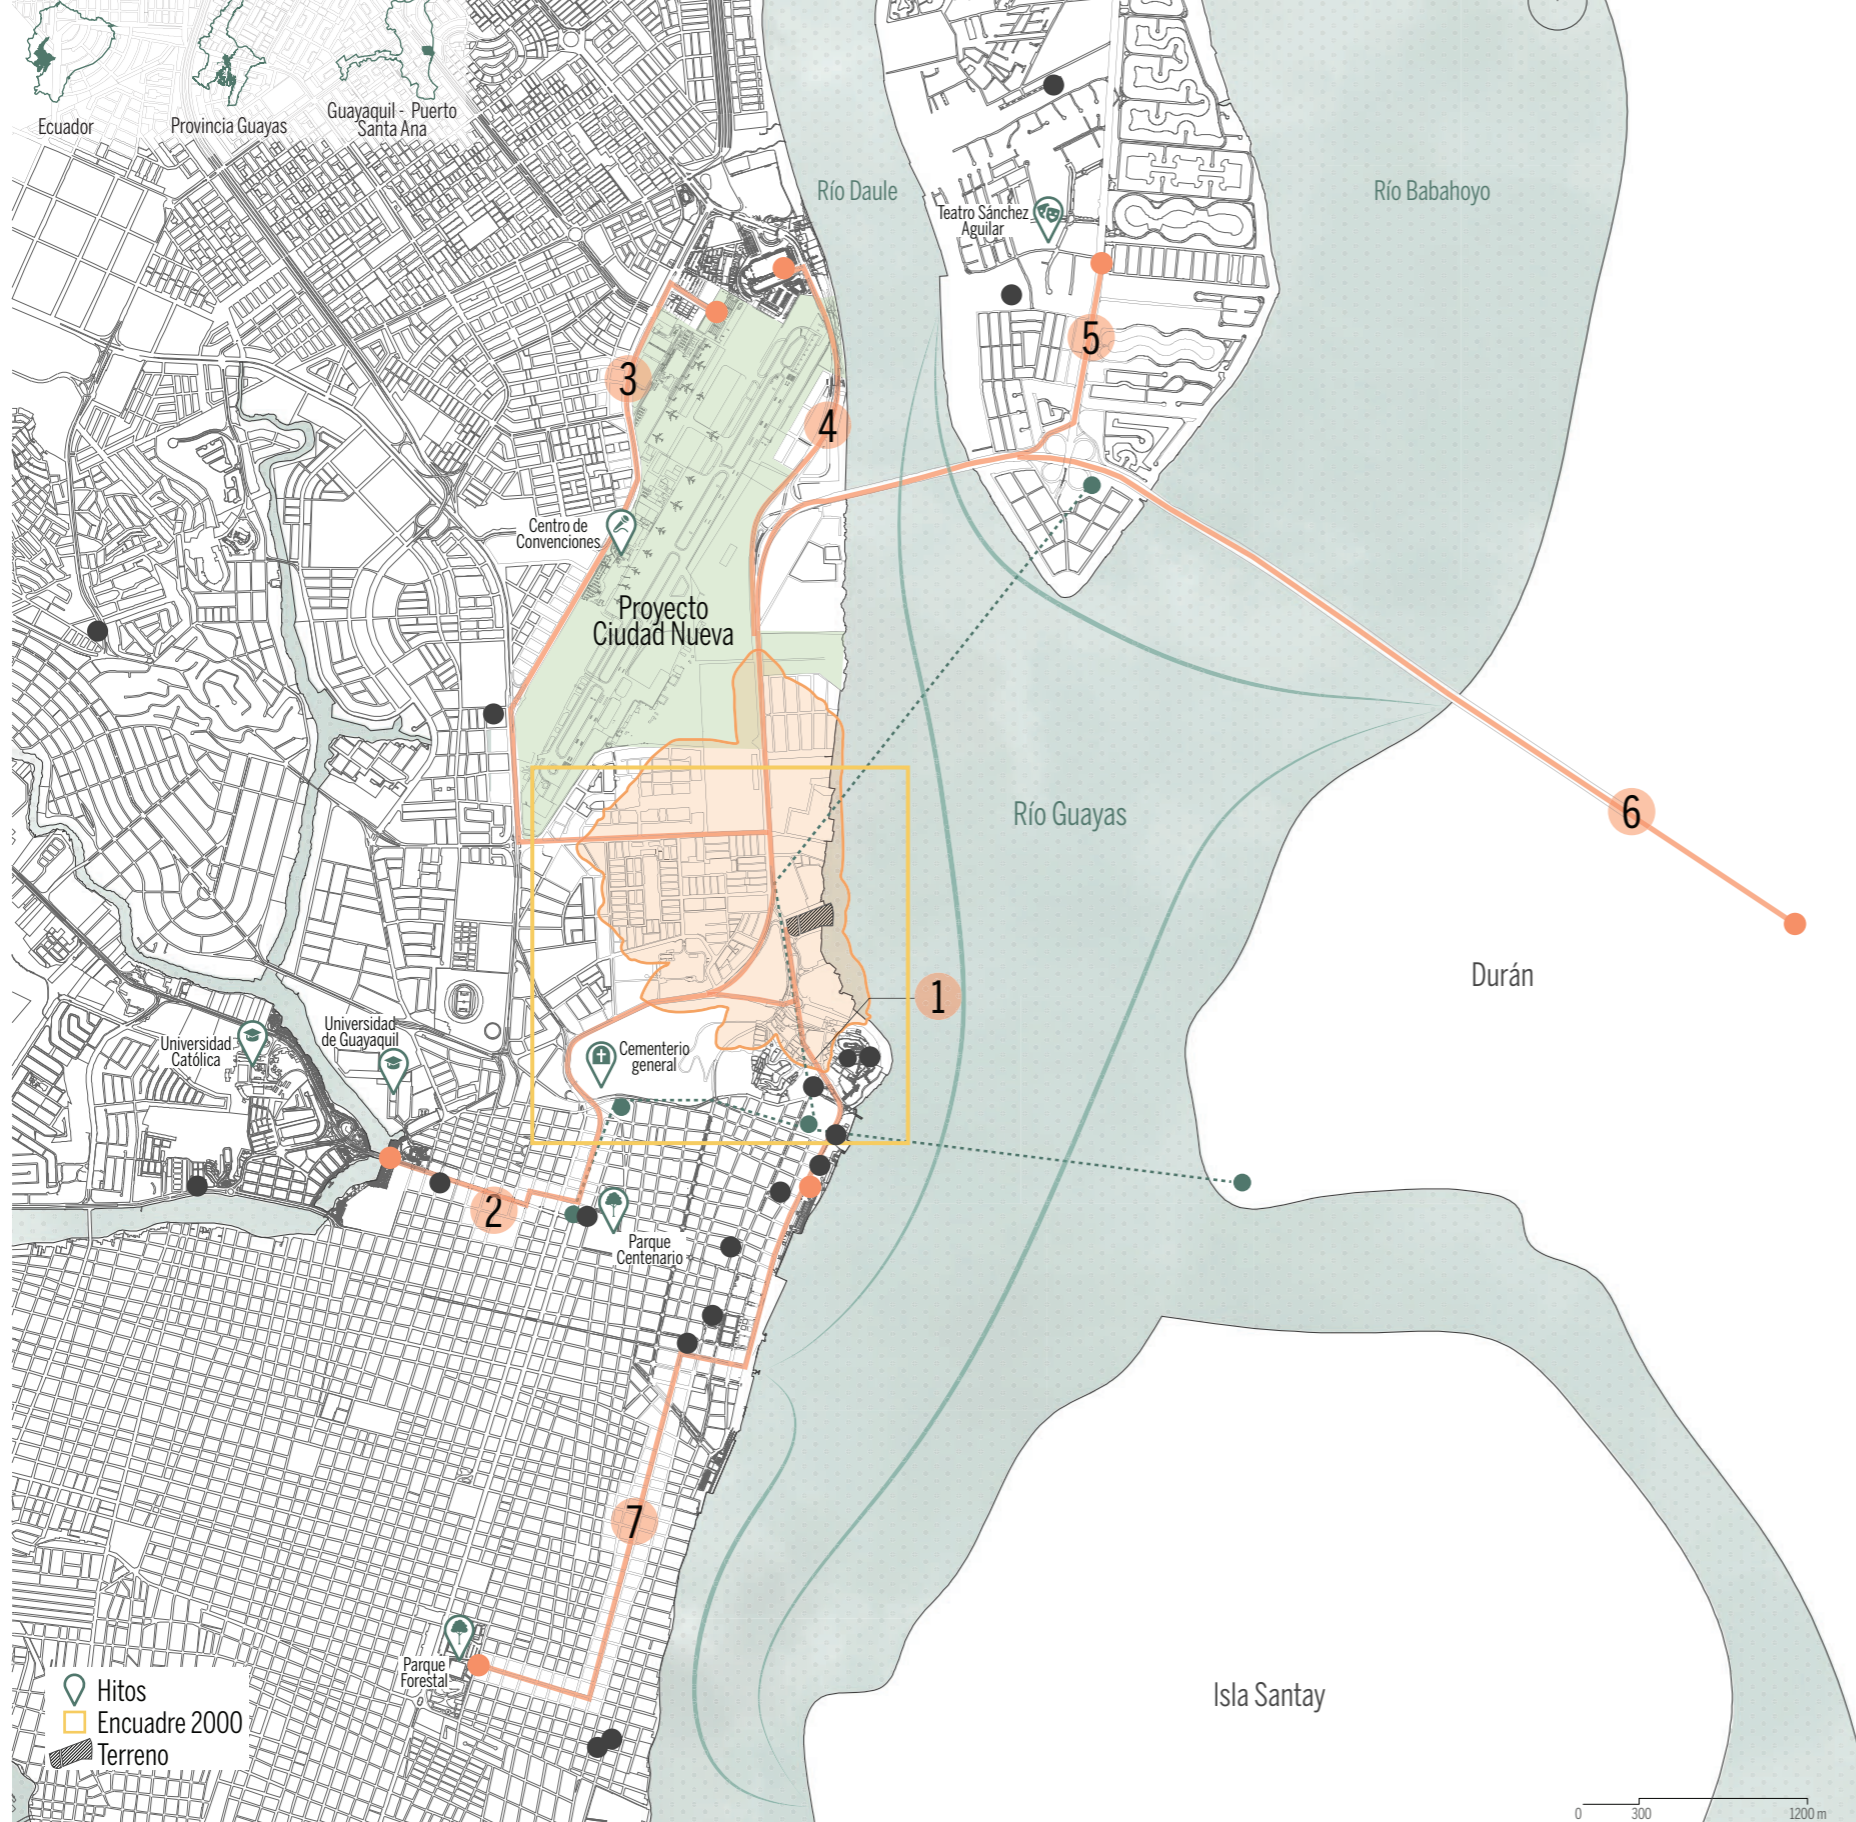 Ecuador
Provincia Guayas
Guayaquil - Puerto
Santa Ana
Río Daule
Río Babahoyo
Teatro Sánchez
Aguilar
5
3
4
Centro de
Convenciones
Proyecto
Ciudad Nueva
Río Guayas
6
Durán
1
Universidad
Católica
Universidad
de Guayaquil
Cementerio
general
2
Parque
Centenario
7
Parque
Forestal
Isla Santay
Hitos
Encuadre 2000
Terreno
0
300
1200 m